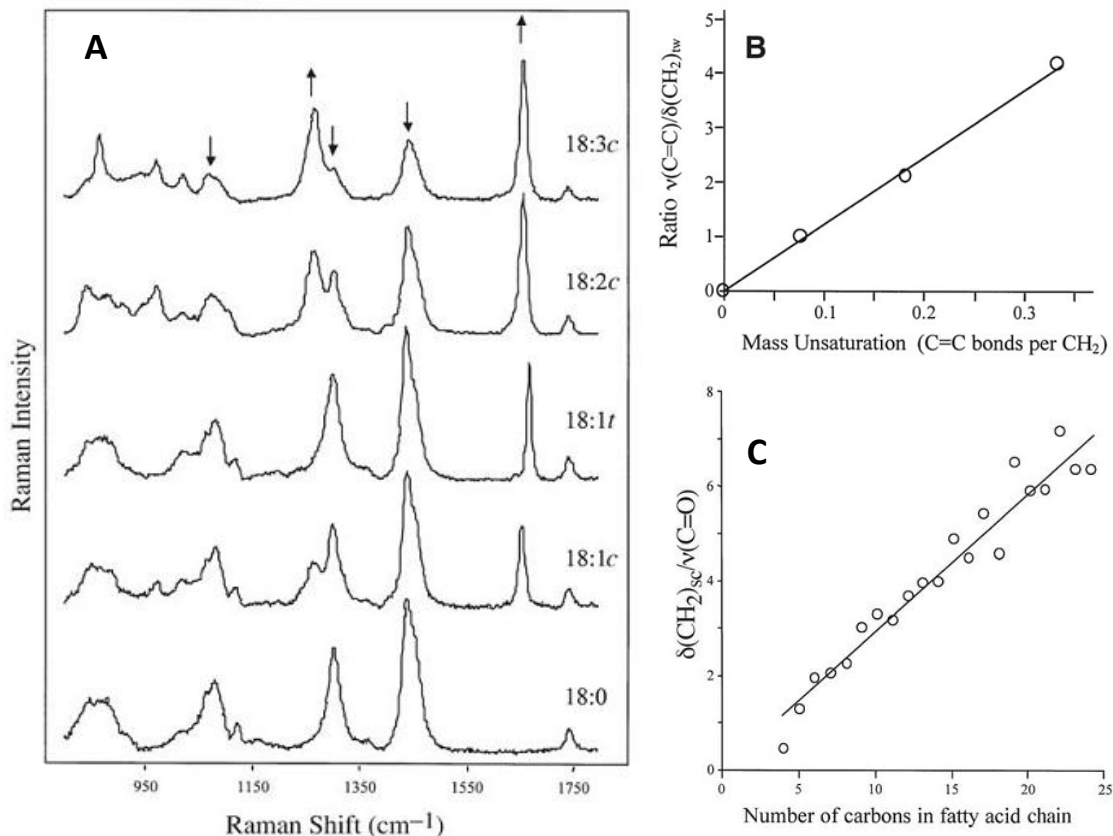 A
18:3c
18:2c
18:1t
18:1c
18:0
Raman Intensity
950 1150 1350 1550 1750
Raman Shift (cm–1)
B
5
4
3
2
1
0
Ratio ν(C=C)/δ(CH2)tw
0 0.1 0.2 0.3
Mass Unsaturation (C=C bonds per CH2)
C
8
6
4
2
0
δ(CH2)sc/ν(C=O)
0 5 10 15 20 25
Number of carbons in fatty acid chain